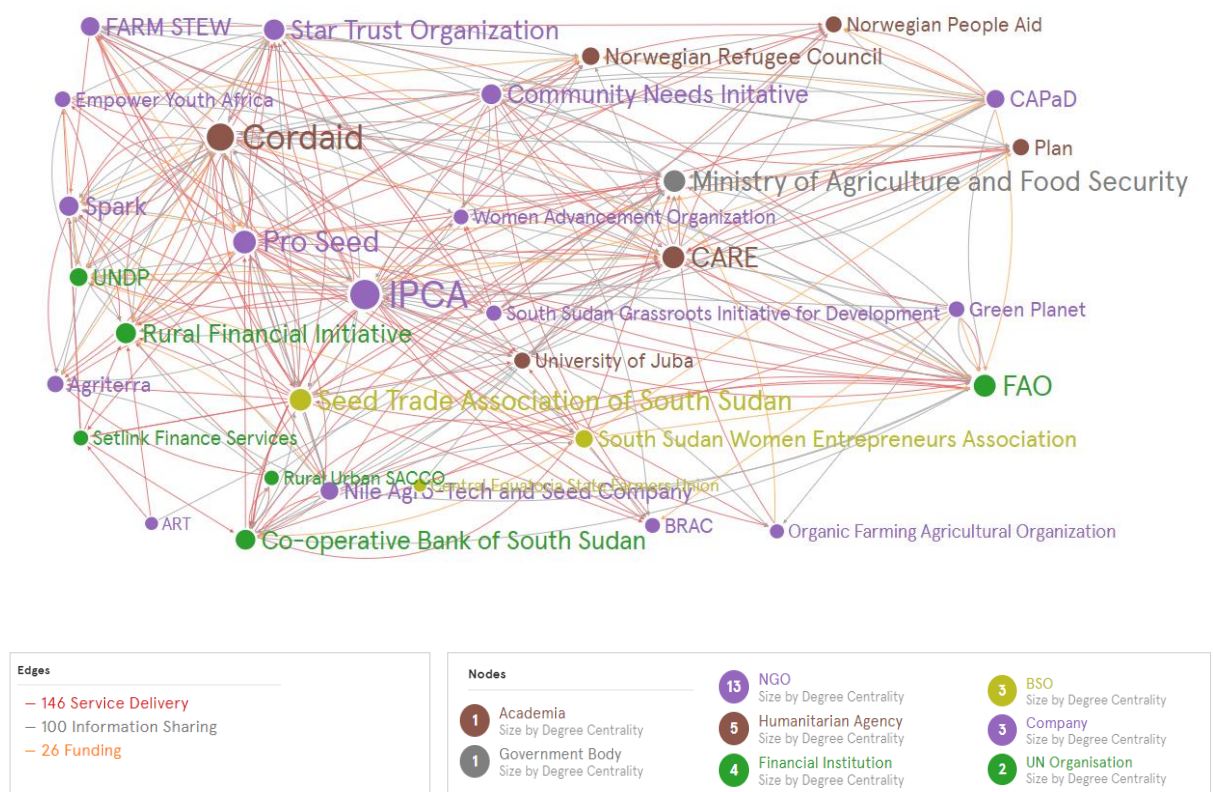 FARM STEW
Star Trust Organization
Norwegian People Aid
Norwegian Refugee Council
Empower Youth Africa
Community Needs Initative
CAPaD
Cordaid
Plan
Ministry of Agriculture and Food Security
Spark
Women Advancement Organization
Pro Seed
CARE
UNDP
IPCA
South Sudan Grassroots Initiative for Development
Green Planet
Rural Financial Initiative
University of Juba
Agriterra
FAO
Seed Trade Association of South Sudan
Setlink Finance Services
South Sudan Women Entrepreneurs Association
Rural Urban SACCO
Central Equatoria State Farmers Union
Nile Agro-Tech and Seed Company
ART
BRAC
Organic Farming Agricultural Organization
Co-operative Bank of South Sudan
Edges
— 146 Service Delivery
— 100 Information Sharing
— 26 Funding
Nodes
1 Academia
Size by Degree Centrality
1 Government Body
Size by Degree Centrality
13 NGO
Size by Degree Centrality
5 Humanitarian Agency
Size by Degree Centrality
4 Financial Institution
Size by Degree Centrality
3 BSO
Size by Degree Centrality
3 Company
Size by Degree Centrality
2 UN Organisation
Size by Degree Centrality